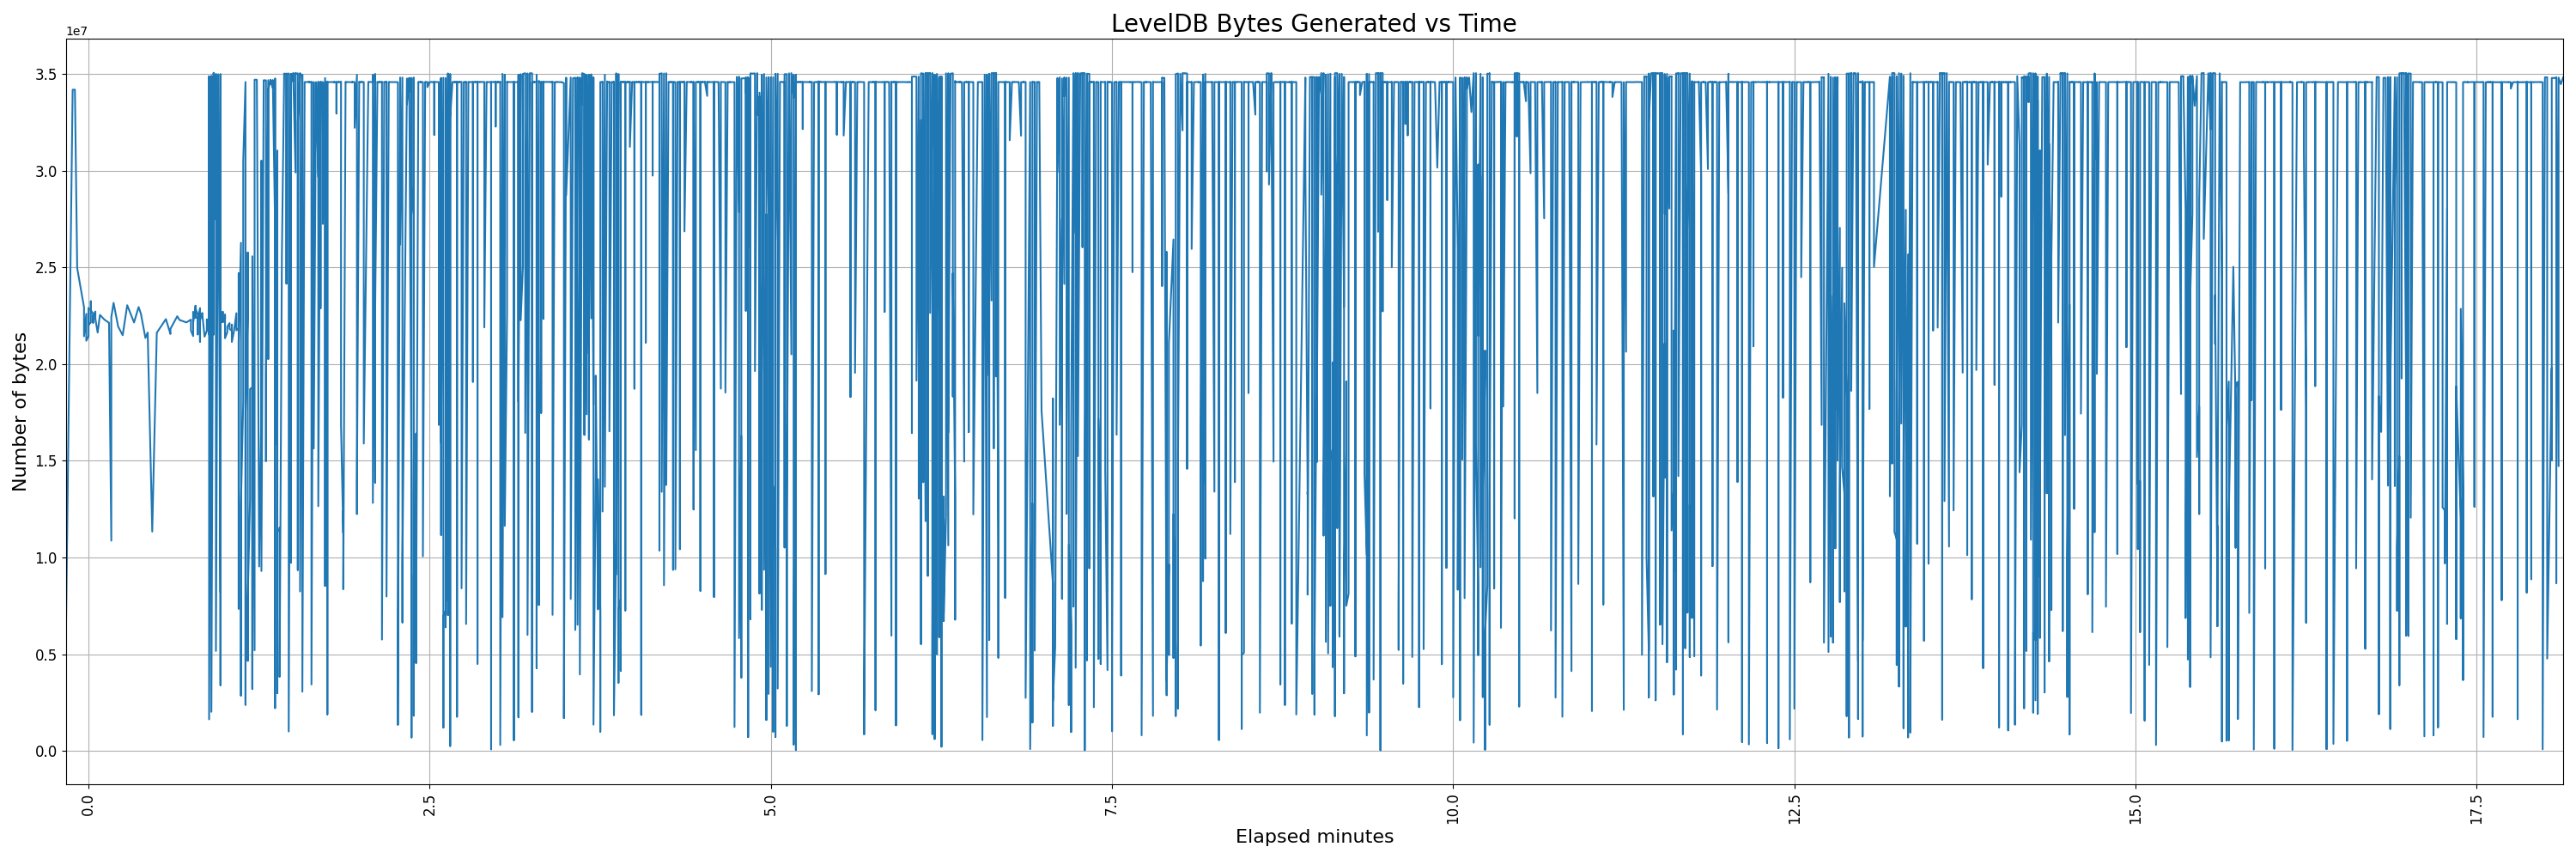 LevelDB Bytes Generated vs Time
1e7
3.5
3.0
2.5
2.0
1.5
1.0
0.5
0.0
Number of bytes
0.0 2.5 5.0 7.5 10.0 12.5 15.0 17.5
Elapsed minutes